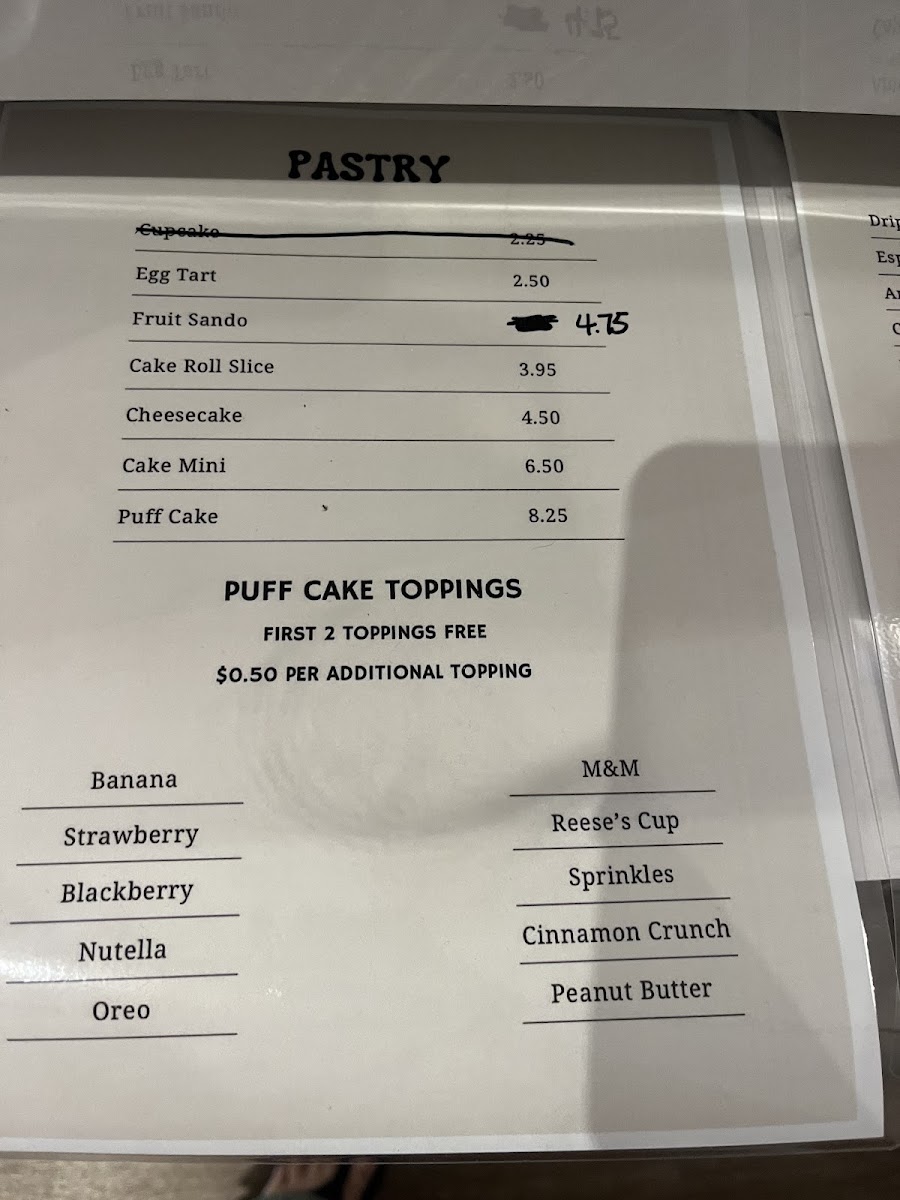 PASTRY
Cupcake 2.25
Egg Tart 2.50
Fruit Sando 4.75
Cake Roll Slice 3.95
Cheesecake 4.50
Cake Mini 6.50
Puff Cake 8.25
PUFF CAKE TOPPINGS
FIRST 2 TOPPINGS FREE
$0.50 PER ADDITIONAL TOPPING
Banana
Strawberry
Blackberry
Nutella
Oreo
M&M
Reese's Cup
Sprinkles
Cinnamon Crunch
Peanut Butter